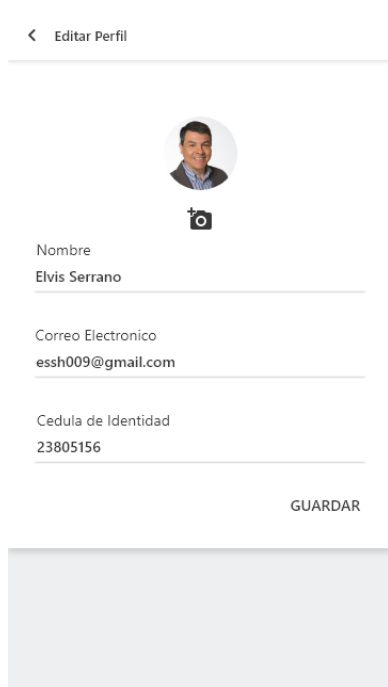 Editar Perfil
Nombre
Elvis Serrano
Correo Electronico
essh009@gmail.com
Cedula de Identidad
23805156
GUARDAR